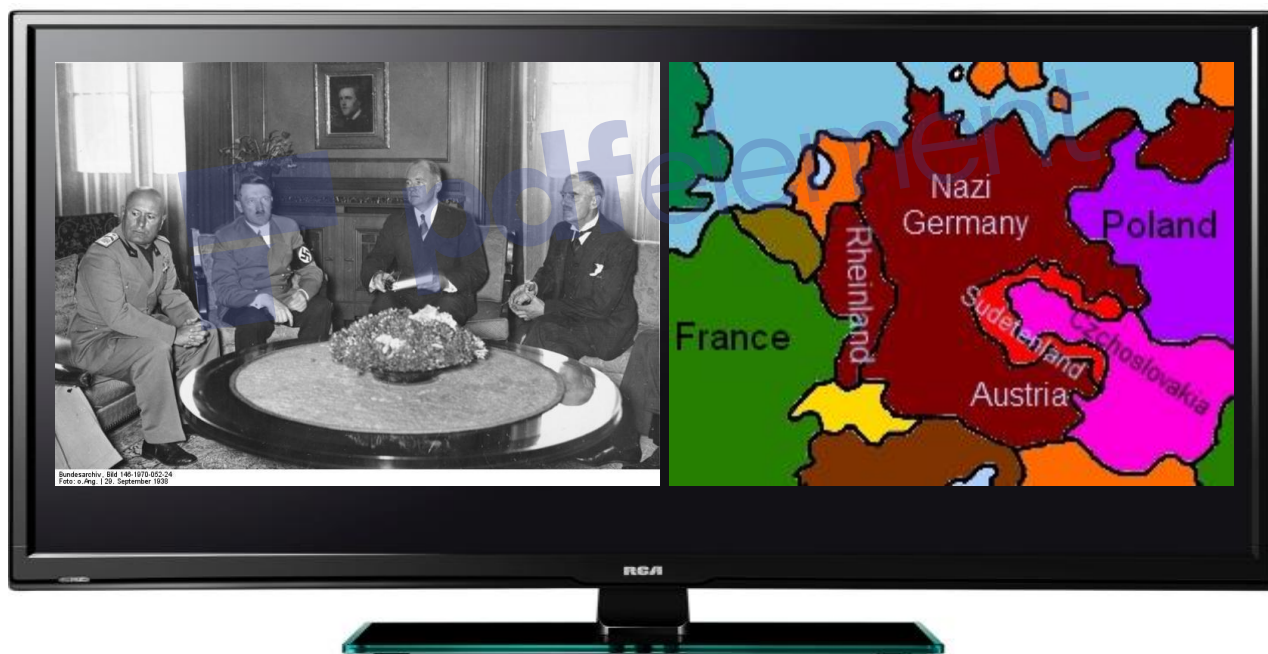 pdfelement
Bundesarchiv, Bild 146-1970-052-24
Foto: o.Ang. | 29. September 1938
Nazi
Germany
Poland
Rheinland
Sudetenland
Czchoslovakia
France
Austria
RCA